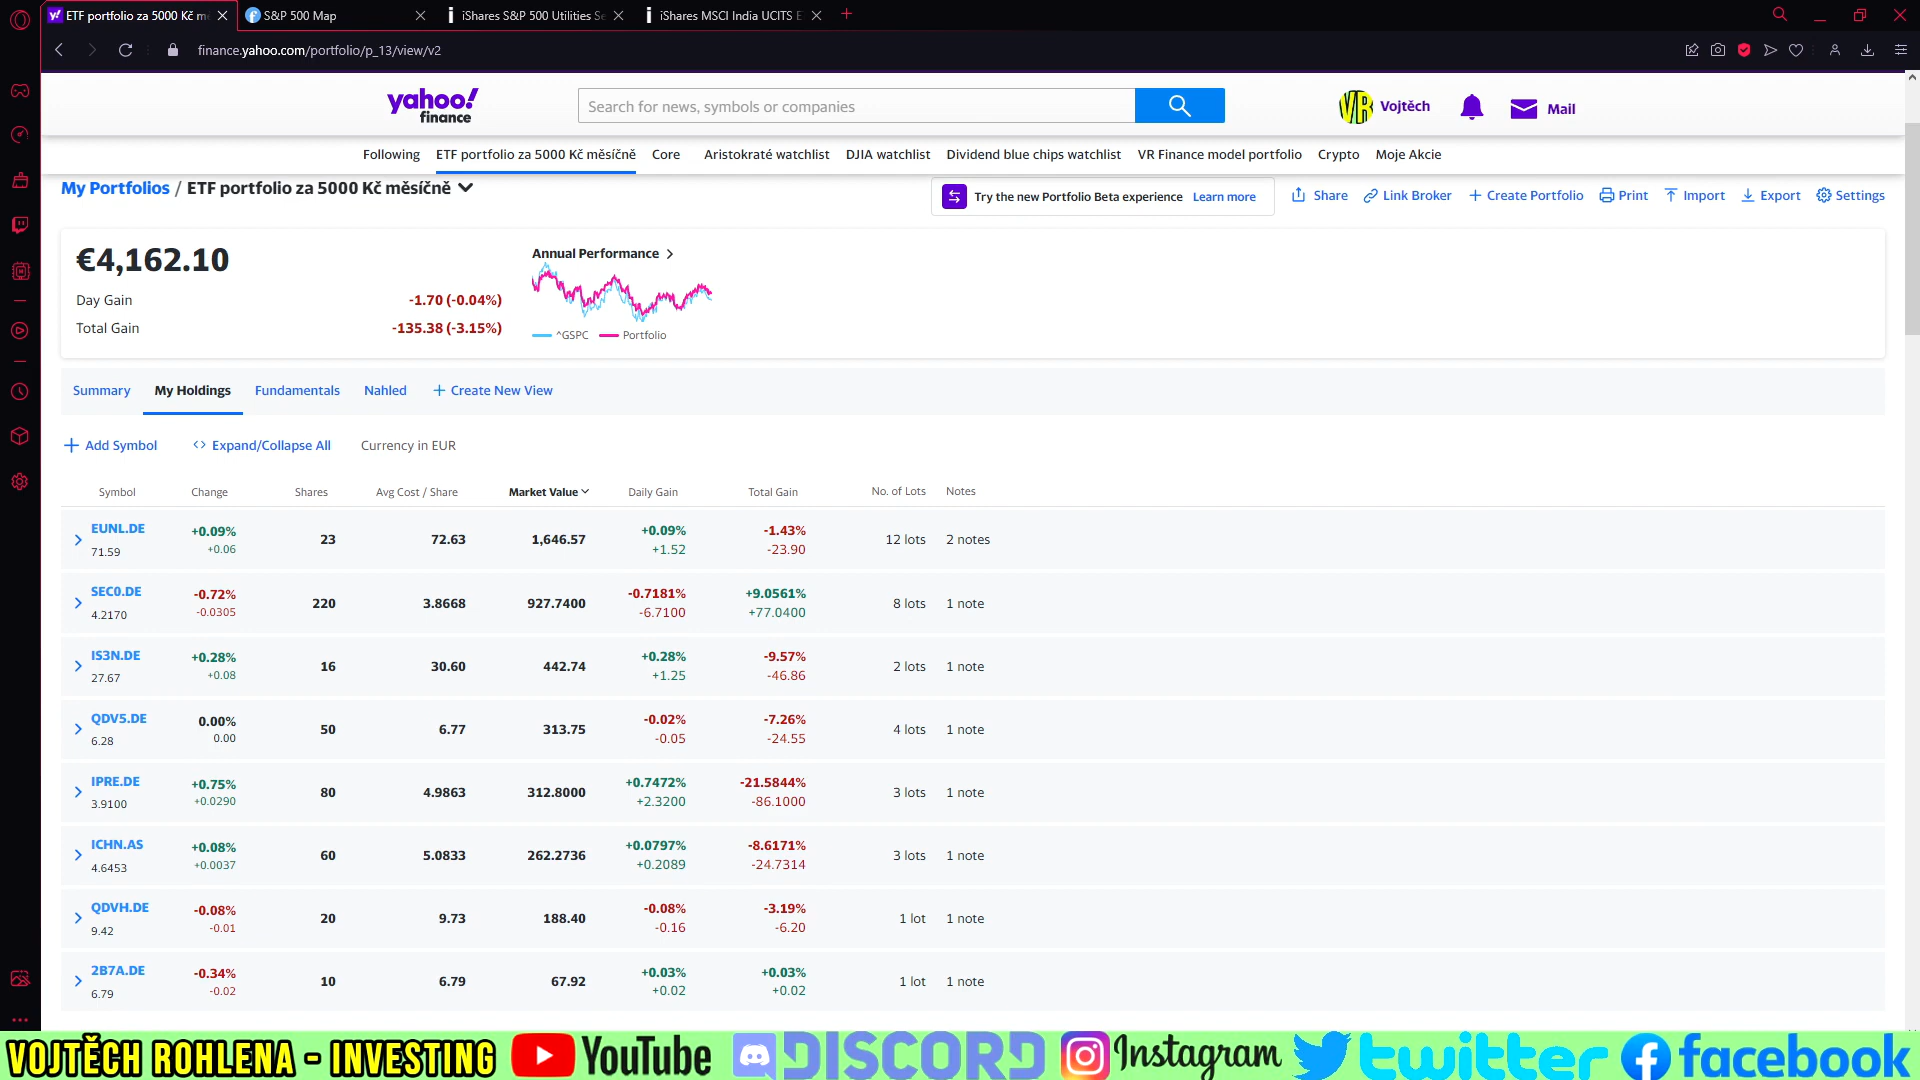 ETF portfolio za 5000 Kč mě
S&P 500 Map
iShares S&P 500 Utilities Se
iShares MSCI India UCITS E
finance.yahoo.com/portfolio/p_13/view/v2
yahoo!
finance
Search for news, symbols or companies
VR
Vojtěch
Mail
Following
ETF portfolio za 5000 Kč měsíčně
Core
Aristokraté watchlist
DJIA watchlist
Dividend blue chips watchlist
VR Finance model portfolio
Crypto
Moje Akcie
My Portfolios / ETF portfolio za 5000 Kč měsíčně
Try the new Portfolio Beta experience Learn more
Share
Link Broker
Create Portfolio
Print
Import
Export
Settings
€4,162.10
Day Gain -1.70 (-0.04%)
Total Gain -135.38 (-3.15%)
Annual Performance
^GSPC Portfolio
Summary
My Holdings
Fundamentals
Nahled
Create New View
Add Symbol
Expand/Collapse All
Currency in EUR
Symbol Change Shares Avg Cost / Share Market Value Daily Gain Total Gain No. of Lots Notes
EUNL.DE +0.09% 23 72.63 1,646.57 +0.09% -1.43% 12 lots 2 notes
71.59 +0.06 +1.52 -23.90
SEC0.DE -0.72% 220 3.8668 927.7400 -0.7181% +9.0561% 8 lots 1 note
4.2170 -0.0305 -6.7100 +77.0400
IS3N.DE +0.28% 16 30.60 442.74 +0.28% -9.57% 2 lots 1 note
27.67 +0.08 +1.25 -46.86
QDV5.DE 0.00% 50 6.77 313.75 -0.02% -7.26% 4 lots 1 note
6.28 0.00 -0.05 -24.55
IPRE.DE +0.75% 80 4.9863 312.8000 +0.7472% -21.5844% 3 lots 1 note
3.9100 +0.0290 +2.3200 -86.1000
ICHN.AS +0.08% 60 5.0833 262.2736 +0.0797% -8.6171% 3 lots 1 note
4.6453 +0.0037 +0.2089 -24.7314
QDVH.DE -0.08% 20 9.73 188.40 -0.08% -3.19% 1 lot 1 note
9.42 -0.01 -0.16 -6.20
2B7A.DE -0.34% 10 6.79 67.92 +0.03% +0.03% 1 lot 1 note
6.79 -0.02 +0.02 +0.02
VOJTĚCH ROHLENA - INVESTING YouTube DISCORD Instagram twitter facebook